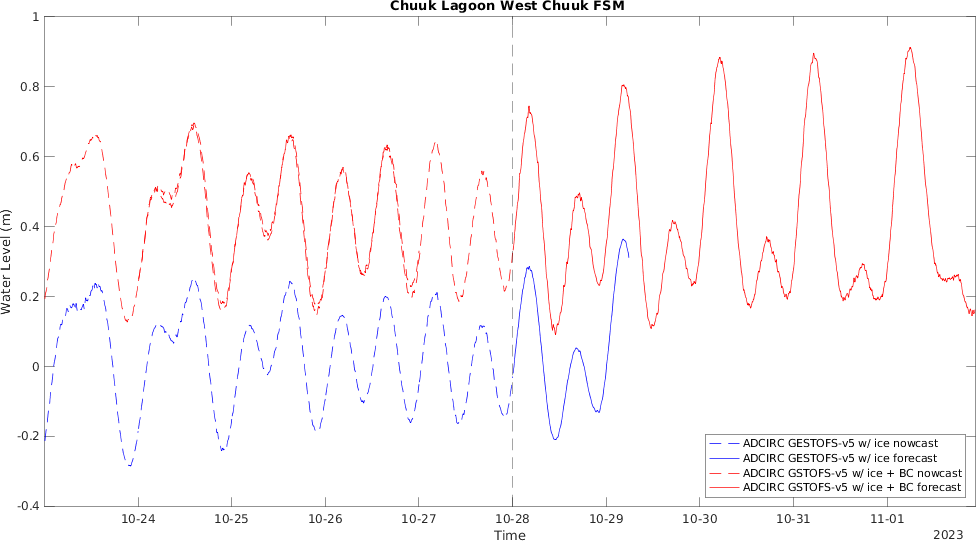 Chuuk Lagoon West Chuuk FSM
1
0.8
0.6
0.4
0.2
0
-0.2
-0.4
Water Level (m)
ADCIRC GESTOFS-v5 w/ ice nowcast
ADCIRC GESTOFS-v5 w/ ice forecast
ADCIRC GSTOFS-v5 w/ ice + BC nowcast
ADCIRC GSTOFS-v5 w/ ice + BC forecast
10-24 10-25 10-26 10-27 10-28 10-29 10-30 10-31 11-01
Time
2023